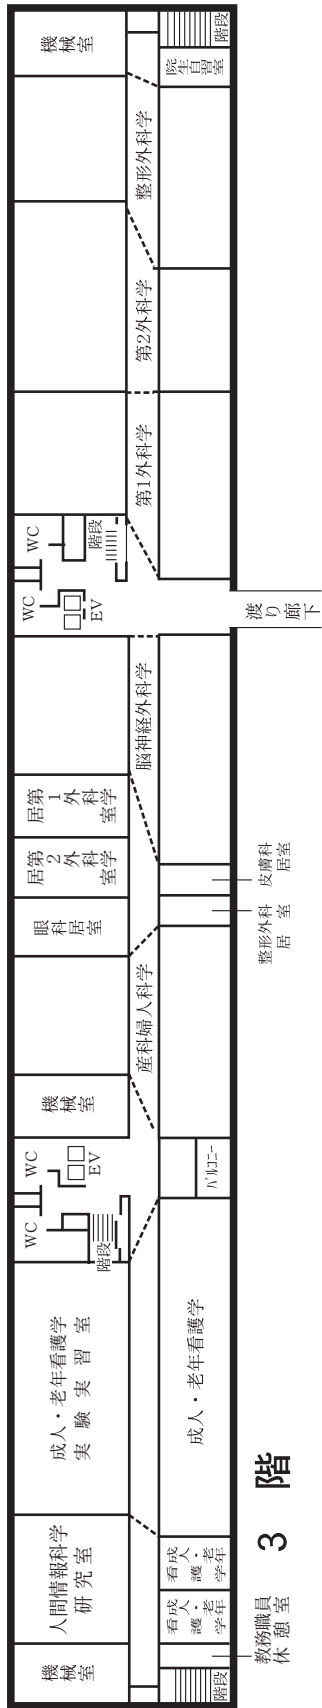 階段
機械室
院生自習室
整形外科学
第2外科学
第1外科学
WC
階段
WC
EV
渡り廊下
脳神経外科学
第1外科学
居室
第2外科学
居室
皮膚科
居室
眼科
居室
整形外科
居室
産科婦人科学
機械室
WC
EV
バルコニー
WC
階段
成人・老年看護学
実験実習室
成人・老年看護学
3階
人間情報科学
研究室
成人・老年
看護学
成人・老年
看護学
教務職員
休憩室
機械室
階段